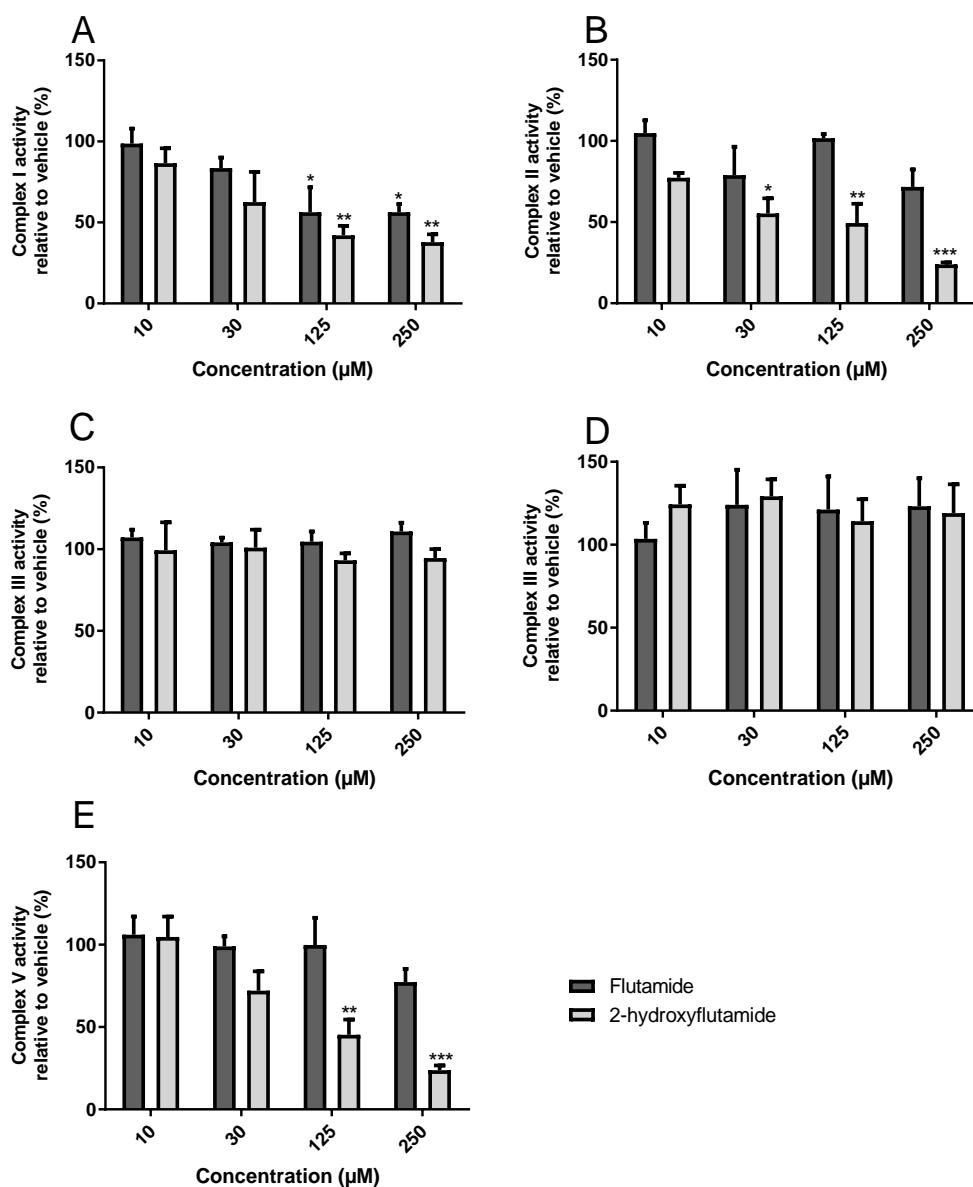 A
Complex I activity
relative to vehicle (%)
150
100
50
0
*
**
*
**
10
30
125
250
Concentration (µM)
B
Complex II activity
relative to vehicle (%)
150
100
50
0
*
**
***
10
30
125
250
Concentration (µM)
C
Complex III activity
relative to vehicle (%)
150
100
50
0
10
30
125
250
Concentration (µM)
D
Complex III activity
relative to vehicle (%)
150
100
50
0
10
30
125
250
Concentration (µM)
E
Complex V activity
relative to vehicle (%)
150
100
50
0
**
***
10
30
125
250
Concentration (µM)
Flutamide
2-hydroxyflutamide